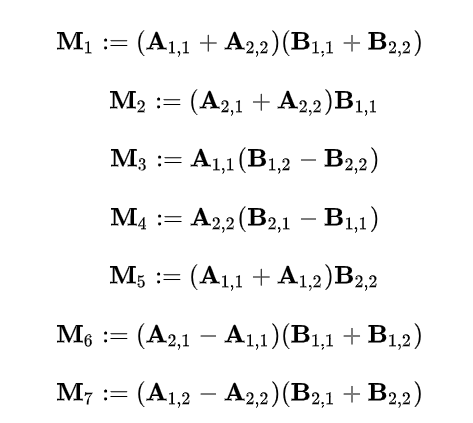 M₁ := (A₁,₁ + A₂,₂)(B₁,₁ + B₂,₂)
M₂ := (A₂,₁ + A₂,₂)B₁,₁
M₃ := A₁,₁(B₁,₂ − B₂,₂)
M₄ := A₂,₂(B₂,₁ − B₁,₁)
M₅ := (A₁,₁ + A₁,₂)B₂,₂
M₆ := (A₂,₁ − A₁,₁)(B₁,₁ + B₁,₂)
M₇ := (A₁,₂ − A₂,₂)(B₂,₁ + B₂,₂)